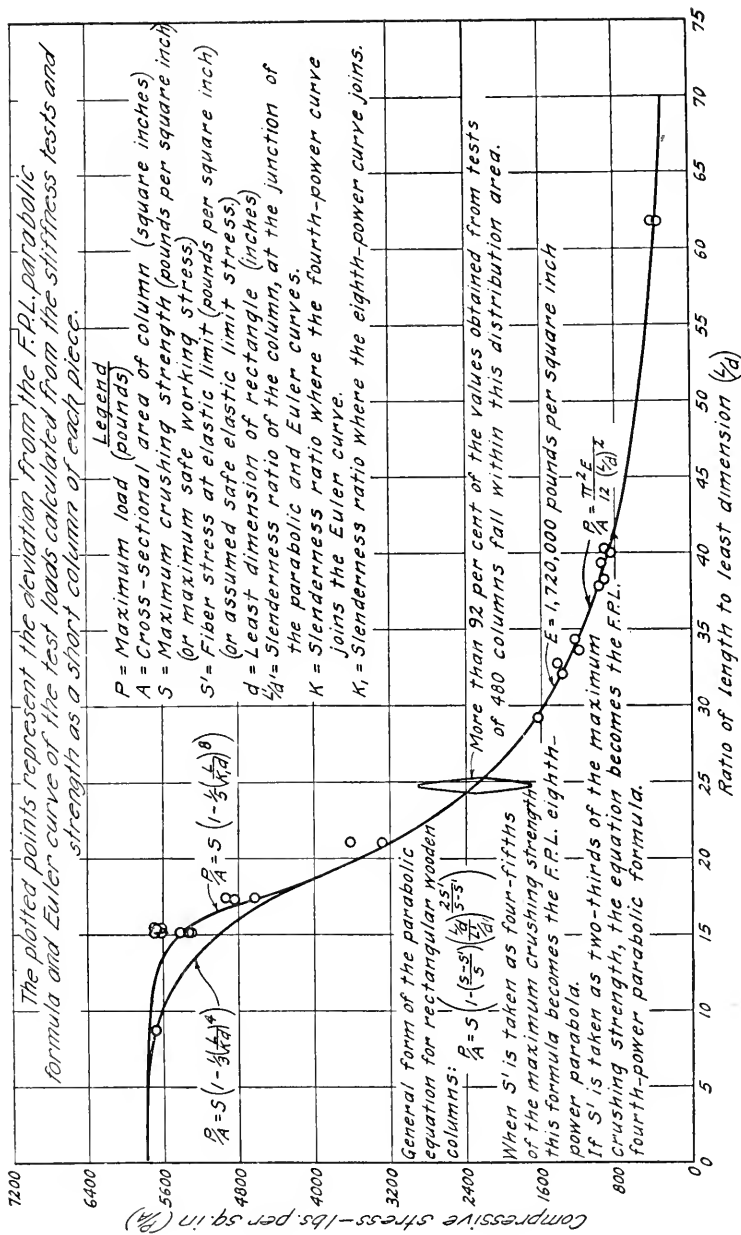 The plotted points represent the deviation from the F.P.L. parabolic
formula and Euler curve of the test loads calculated from the stiffness tests and
strength as a short column of each piece.
Legend
P = Maximum load (pounds)
A = Cross-sectional area of column (square inches)
S = Maximum crushing strength (pounds per square inch)
(or maximum safe working stress.)
S' = Fiber stress at elastic limit (pounds per square inch)
(or assumed safe elastic limit stress.)
d = Least dimension of rectangle (inches)
L'/d' = Slenderness ratio of the column, at the junction of
the parabolic and Euler curves.
K = Slenderness ratio where the fourth-power curve
joins the Euler curve.
K₁ = Slenderness ratio where the eighth-power curve joins.
P/A = S (1 - 1/5 (L/K₁d)⁸)
P/A = S (1 - 1/3 (L/Kd)⁴)
General form of the parabolic
equation for rectangular wooden
columns: P/A = S (1 - (S-S'/S) (L/d / L'/d')^(2S'/S-S'))
When S' is taken as four-fifths
of the maximum crushing strength
this formula becomes the F.P.L. eighth-
power parabola.
If S' is taken as two-thirds of the maximum
crushing strength, the equation becomes the F.P.L.
fourth-power parabolic formula.
More than 92 per cent of the values obtained from tests
of 480 columns fall within this distribution area.
E = 1,720,000 pounds per square inch
P/A = π²E / 12 (L/d)²
Compressive stress - lbs. per sq. in (P/A)
7200
6400
5600
4800
4000
3200
2400
1600
800
0
0 5 10 15 20 25 30 35 40 45 50 55 60 65 70 75
Ratio of length to least dimension (L/d)